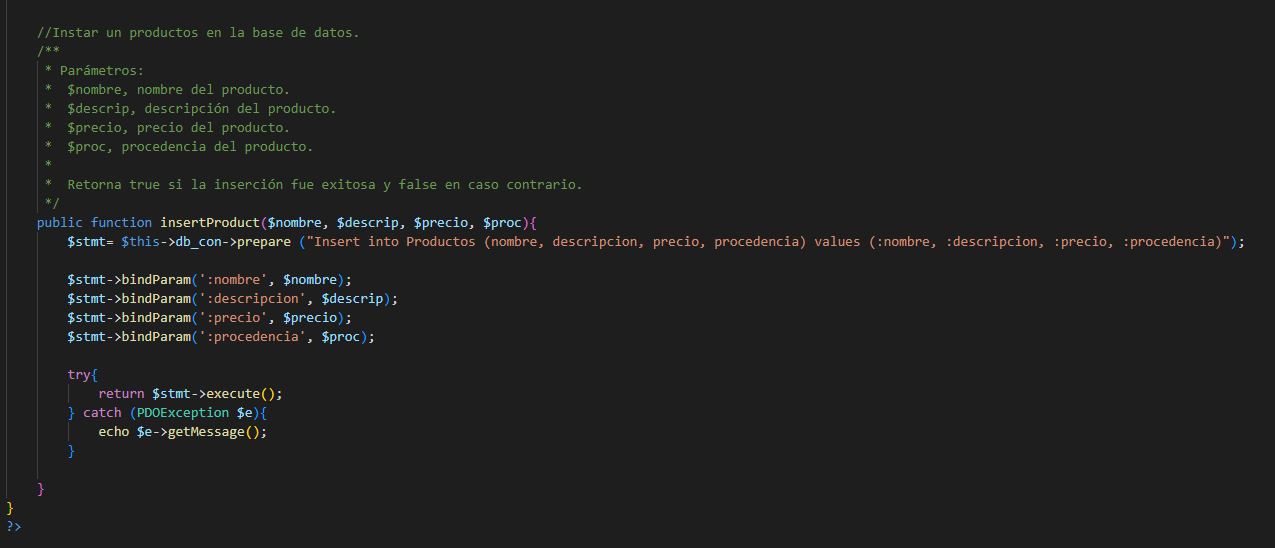 //Instar un productos en la base de datos.
/**
* Parámetros:
*  $nombre, nombre del producto.
*  $descrip, descripción del producto.
*  $precio, precio del producto.
*  $proc, procedencia del producto.
*
*  Retorna true si la inserción fue exitosa y false en caso contrario.
*/
public function insertProduct($nombre, $descrip, $precio, $proc){
$stmt= $this->db_con->prepare ("Insert into Productos (nombre, descripcion, precio, procedencia) values (:nombre, :descripcion, :precio, :procedencia)");
$stmt->bindParam(':nombre', $nombre);
$stmt->bindParam(':descripcion', $descrip);
$stmt->bindParam(':precio', $precio);
$stmt->bindParam(':procedencia', $proc);
try{
return $stmt->execute();
} catch (PDOException $e){
echo $e->getMessage();
}
}
}
?>